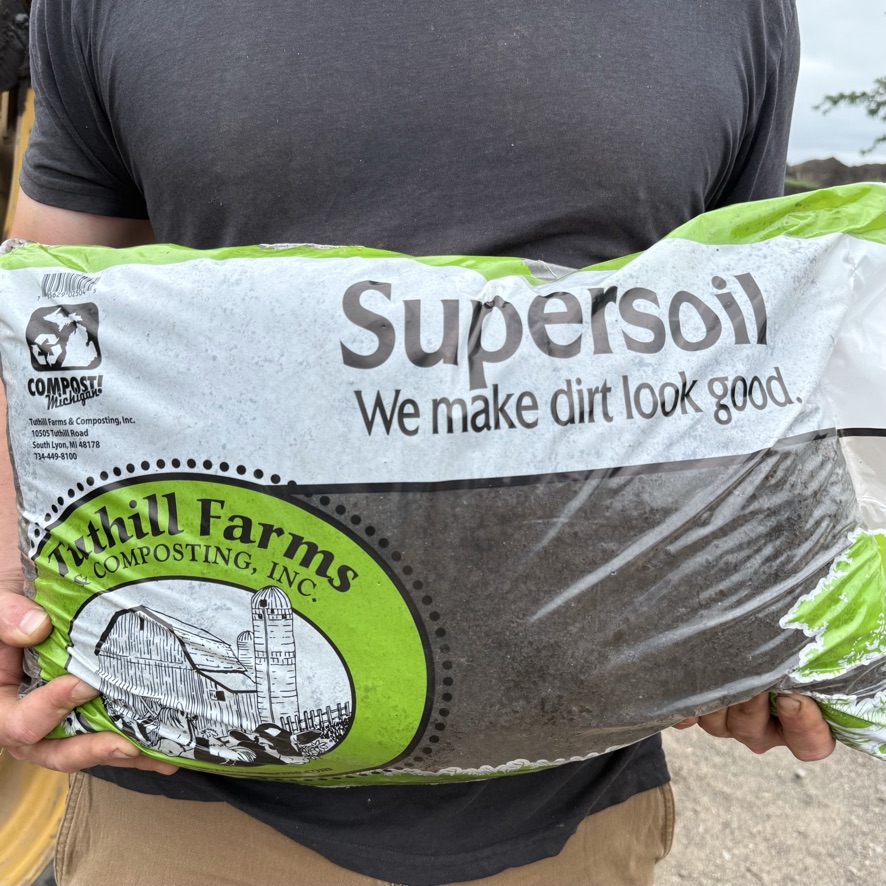 COMPOST!
Michigan
Tuthill Farms & Composting, Inc.
10505 Tuthill Road
South Lyon, MI 48178
734-449-8100
Supersoil
We make dirt look good.
Tuthill Farms
& COMPOSTING, INC.